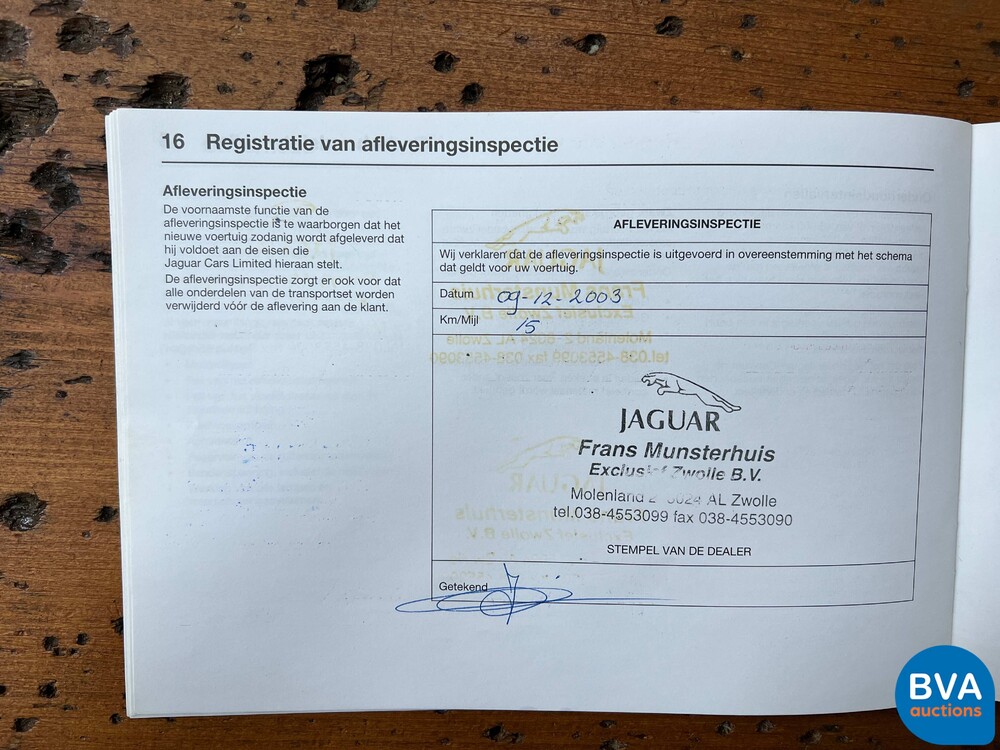 16 Registratie van afleveringsinspectie
Afleveringsinspectie
De voornaamste functie van de
afleveringsinspectie is te waarborgen dat het
nieuwe voertuig zodanig wordt afgeleverd dat
hij voldoet aan de eisen die
Jaguar Cars Limited hieraan stelt.
De afleveringsinspectie zorgt er ook voor dat
alle onderdelen van de transportset worden
verwijderd vóór de aflevering aan de klant.
AFLEVERINGSINSPECTIE
Wij verklaren dat de afleveringsinspectie is uitgevoerd in overeenstemming met het schema
dat geldt voor uw voertuig.
Datum 09-12-2003
Km/Mijl 15
JAGUAR
Frans Munsterhuis
Exclusief Zwolle B.V.
Molenland 2 8024 AL Zwolle
tel.038-4553099 fax 038-4553090
STEMPEL VAN DE DEALER
Getekend
BVA
auctions